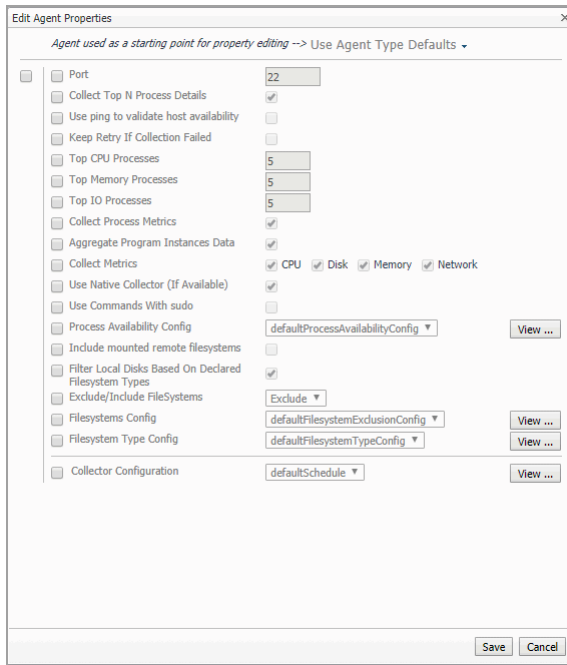 Edit Agent Properties
Agent used as a starting point for property editing --> Use Agent Type Defaults
Port 22
Collect Top N Process Details
Use ping to validate host availability
Keep Retry If Collection Failed
Top CPU Processes 5
Top Memory Processes 5
Top IO Processes 5
Collect Process Metrics
Aggregate Program Instances Data
Collect Metrics CPU Disk Memory Network
Use Native Collector (If Available)
Use Commands With sudo
Process Availability Config defaultProcessAvailabilityConfig View ...
Include mounted remote filesystems
Filter Local Disks Based On Declared
Filesystem Types
Exclude/Include FileSystems Exclude
Filesystems Config defaultFilesystemExclusionConfig View ...
Filesystem Type Config defaultFilesystemTypeConfig View ...
Collector Configuration defaultSchedule View ...
Save Cancel